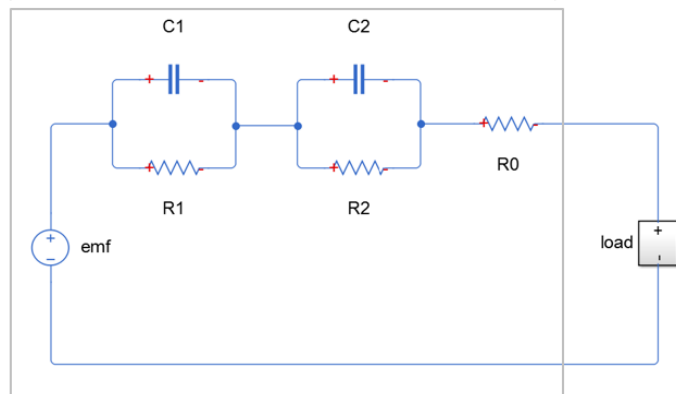 C1 C2
+ - + -
+ -
R0
+ - + -
R1 R2
+
-
emf
load
+
-